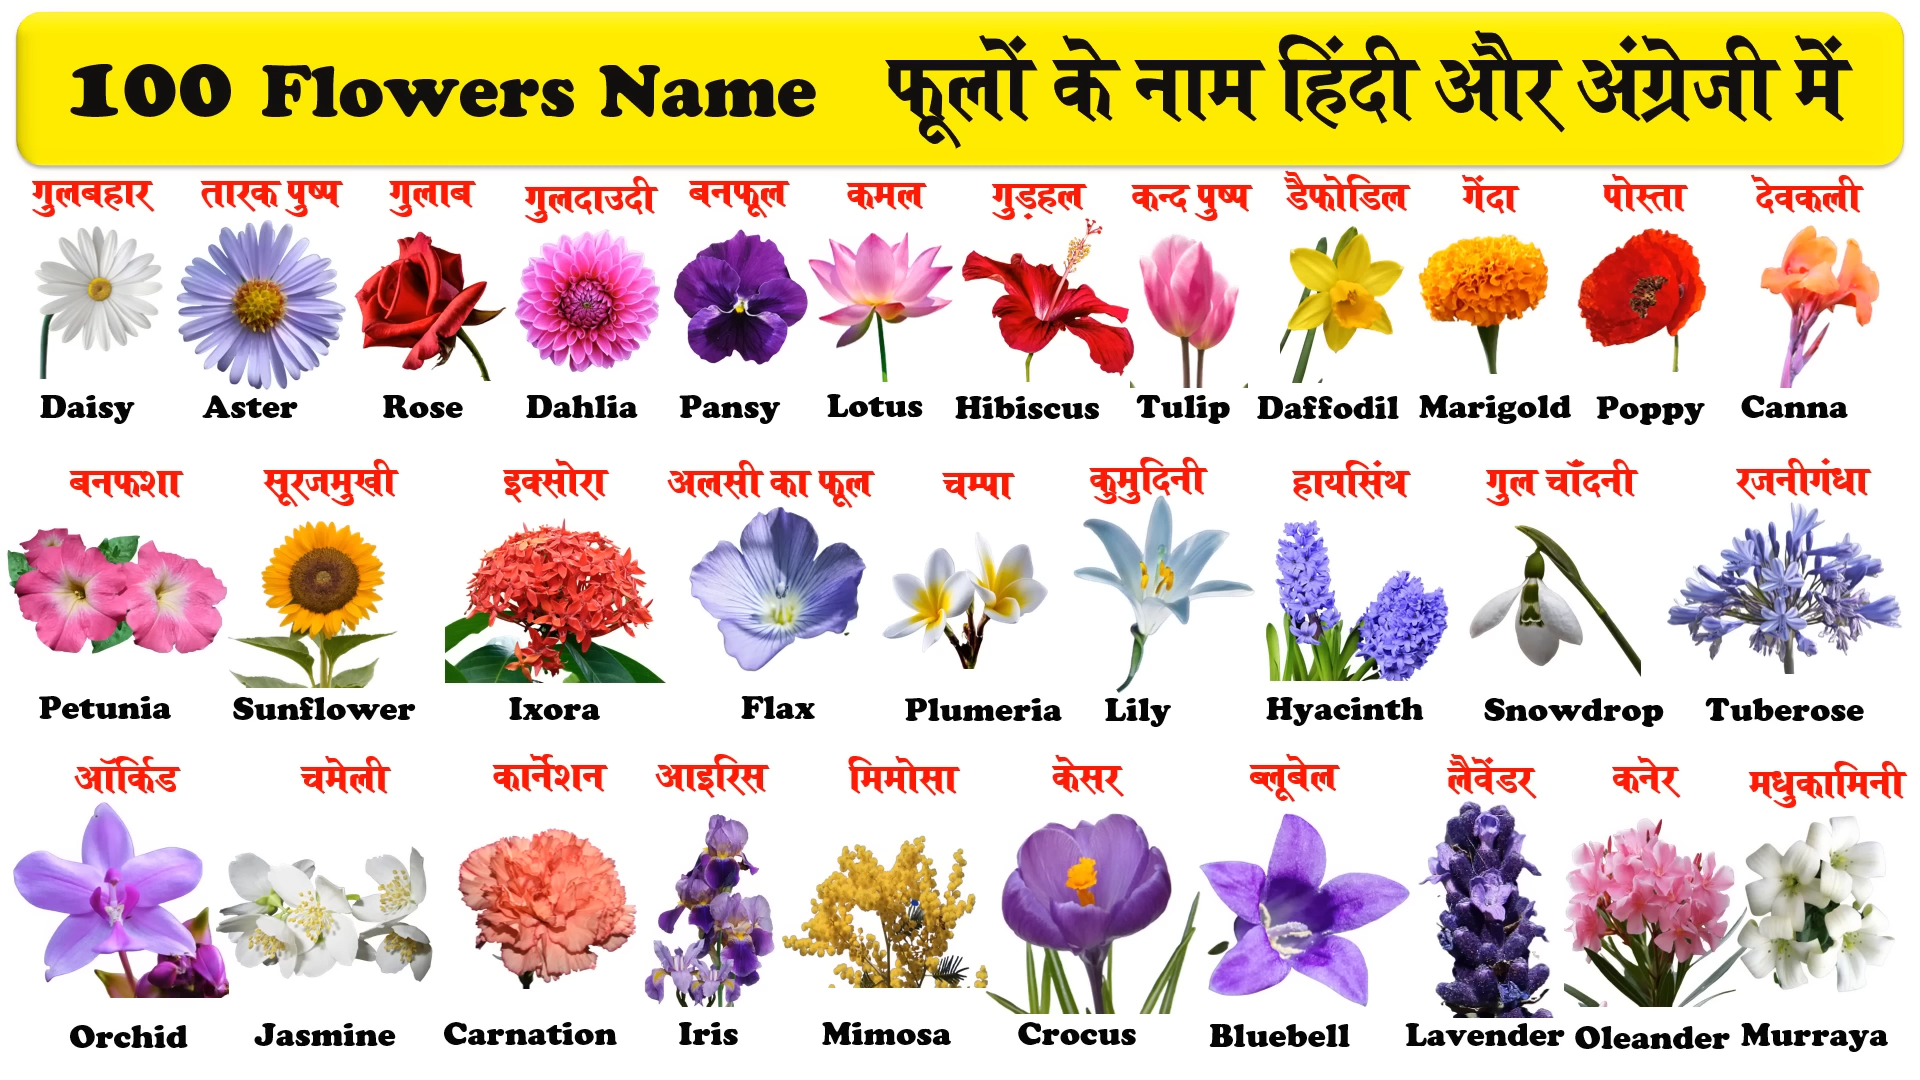 100 Flowers Name फूलों के नाम हिंदी और अंग्रेजी में
गुलबहार तारक पुष्प गुलाब गुलदाउदी बनफूल कमल गुड़हल कन्द पुष्प डैफोडिल गेंदा पोस्ता देवकली
Daisy Aster Rose Dahlia Pansy Lotus Hibiscus Tulip Daffodil Marigold Poppy Canna
बनफशा सूरजमुखी इक्सोरा अलसी का फूल चम्पा कुमुदिनी हायसिंथ गुल चाँदनी रजनीगंधा
Petunia Sunflower Ixora Flax Plumeria Lily Hyacinth Snowdrop Tuberose
ऑर्किड चमेली कार्नेशन आइरिस मिमोसा केसर ब्लूबेल लैवेंडर कनेर मधुकामिनी
Orchid Jasmine Carnation Iris Mimosa Crocus Bluebell Lavender Oleander Murraya